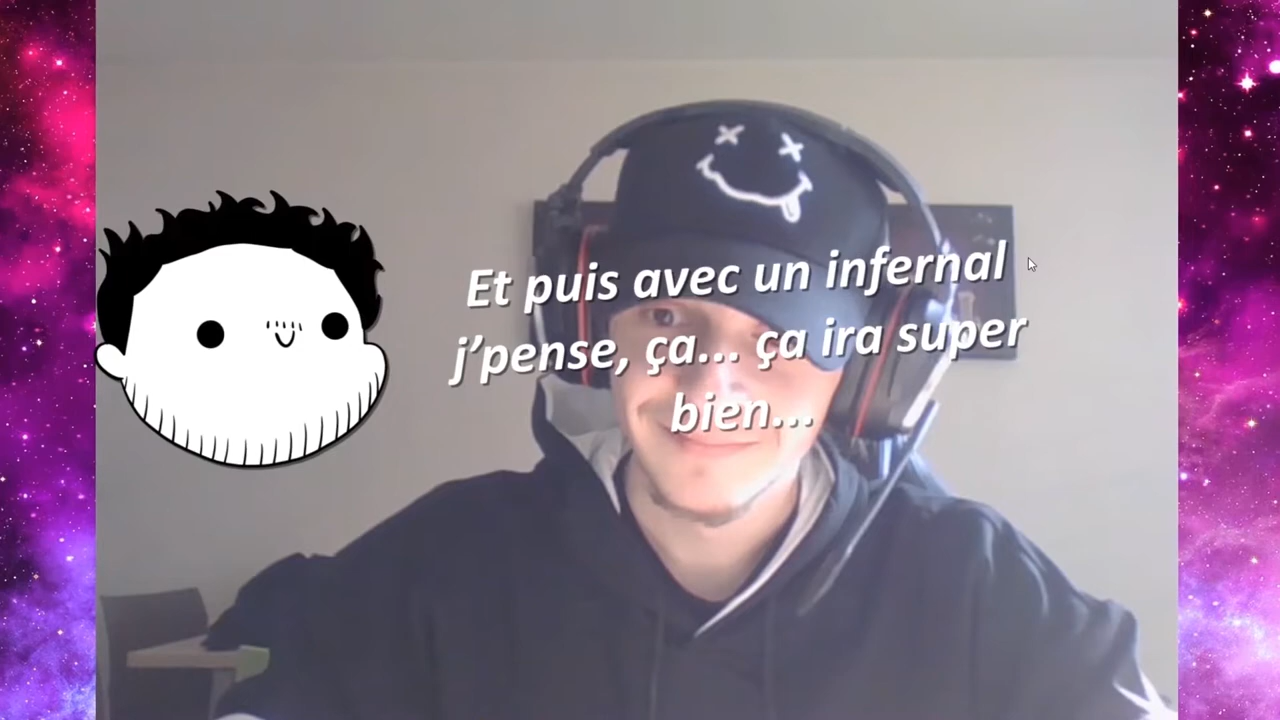 Et puis avec un infernal
j’pense, ça... ça ira super
bien...